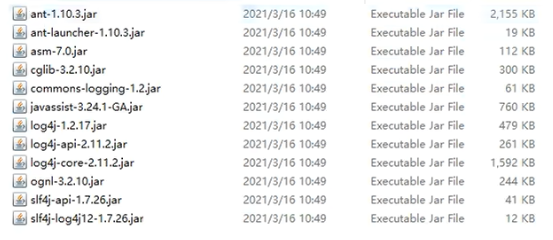 ant-1.10.3.jar 2021/3/16 10:49 Executable Jar File 2,155 KB
ant-launcher-1.10.3.jar 2021/3/16 10:49 Executable Jar File 19 KB
asm-7.0.jar 2021/3/16 10:49 Executable Jar File 112 KB
cglib-3.2.10.jar 2021/3/16 10:49 Executable Jar File 300 KB
commons-logging-1.2.jar 2021/3/16 10:49 Executable Jar File 61 KB
javassist-3.24.1-GA.jar 2021/3/16 10:49 Executable Jar File 760 KB
log4j-1.2.17.jar 2021/3/16 10:49 Executable Jar File 479 KB
log4j-api-2.11.2.jar 2021/3/16 10:49 Executable Jar File 261 KB
log4j-core-2.11.2.jar 2021/3/16 10:49 Executable Jar File 1,592 KB
ognl-3.2.10.jar 2021/3/16 10:49 Executable Jar File 244 KB
slf4j-api-1.7.26.jar 2021/3/16 10:49 Executable Jar File 41 KB
slf4j-log4j12-1.7.26.jar 2021/3/16 10:49 Executable Jar File 12 KB